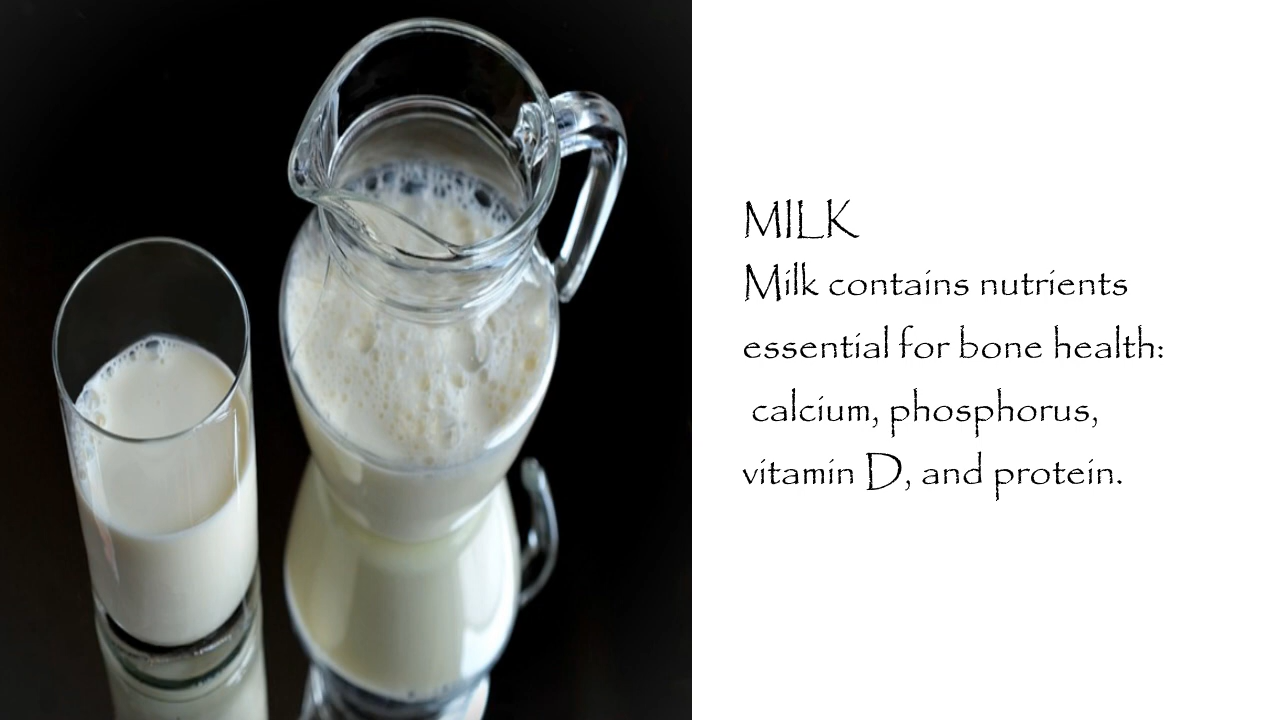 MILK
Milk contains nutrients
essential for bone health:
calcium, phosphorus,
vitamin D, and protein.